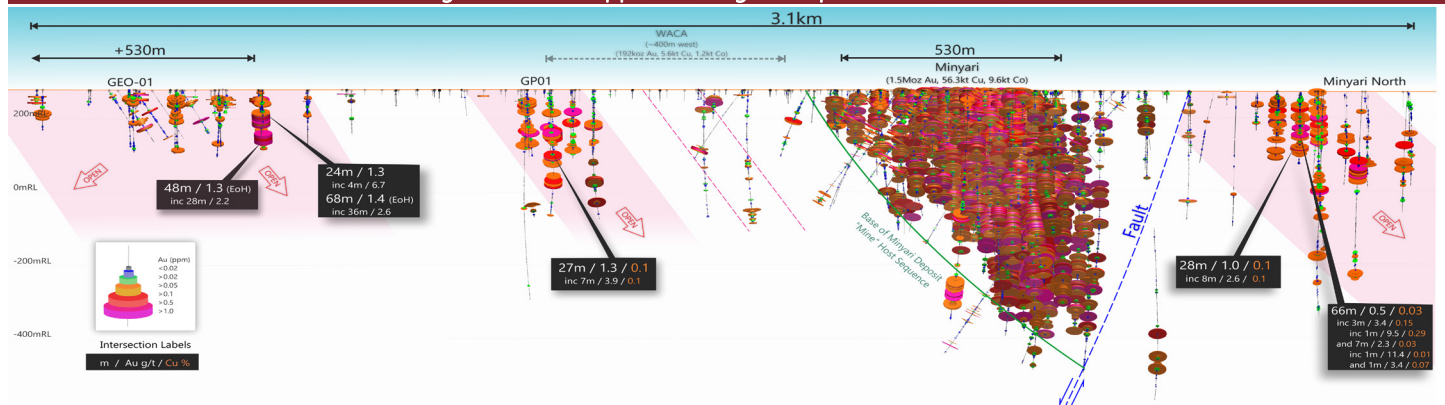 3.1km
+530m
WACA
(~400m west)
(192koz Au, 5.6kt Cu, 1.2kt Co)
530m
GEO-01
GP01
Minyari
(1.5Moz Au, 56.3kt Cu, 9.6kt Co)
Minyari North
200mRL
0mRL
-200mRL
-400mRL
OPEN
48m / 1.3 (EoH)
inc 28m / 2.2
OPEN
24m / 1.3
inc 4m / 6.7
68m / 1.4 (EoH)
inc 36m / 2.6
OPEN
27m / 1.3 / 0.1
inc 7m / 3.9 / 0.1
Base of Minyari Deposit
"Mine" Host Sequence
Fault
28m / 1.0 / 0.1
inc 8m / 2.6 / 0.1
OPEN
66m / 0.5 / 0.03
inc 3m / 3.4 / 0.15
inc 1m / 9.5 / 0.29
and 7m / 2.3 / 0.03
inc 1m / 11.4 / 0.01
and 1m / 3.4 / 0.07
Au (ppm)
<0.02
>0.02
>0.05
>0.1
>0.5
>1.0
Intersection Labels
m / Au g/t / Cu %